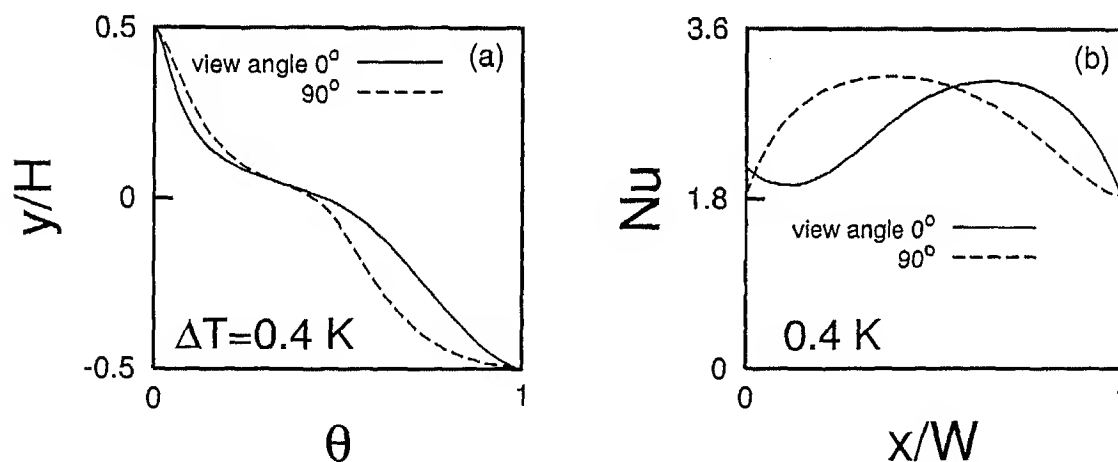 0.5
view angle 0°
90°
(a)
y/H
0
-0.5
ΔT=0.4 K
0
1
θ
3.6
(b)
Nu
1.8
view angle 0°
90°
0.4 K
0
0
x/W